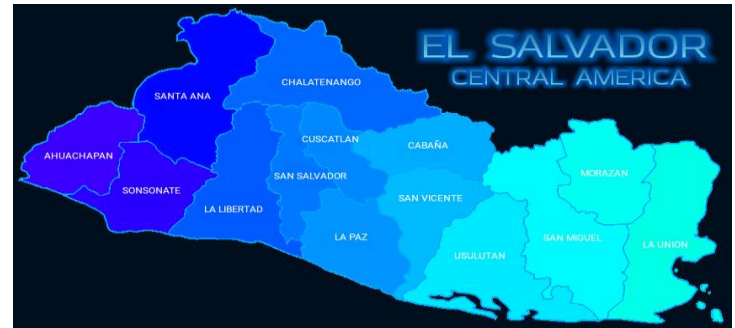 EL SALVADOR
CENTRAL AMERICA
CHALATENANGO
SANTA ANA
CUSCATLAN
CABAÑA
AHUACHAPAN
MORAZAN
SAN SALVADOR
SONSONATE
SAN VICENTE
LA LIBERTAD
LA PAZ
SAN MIGUEL
LA UNION
USULUTAN